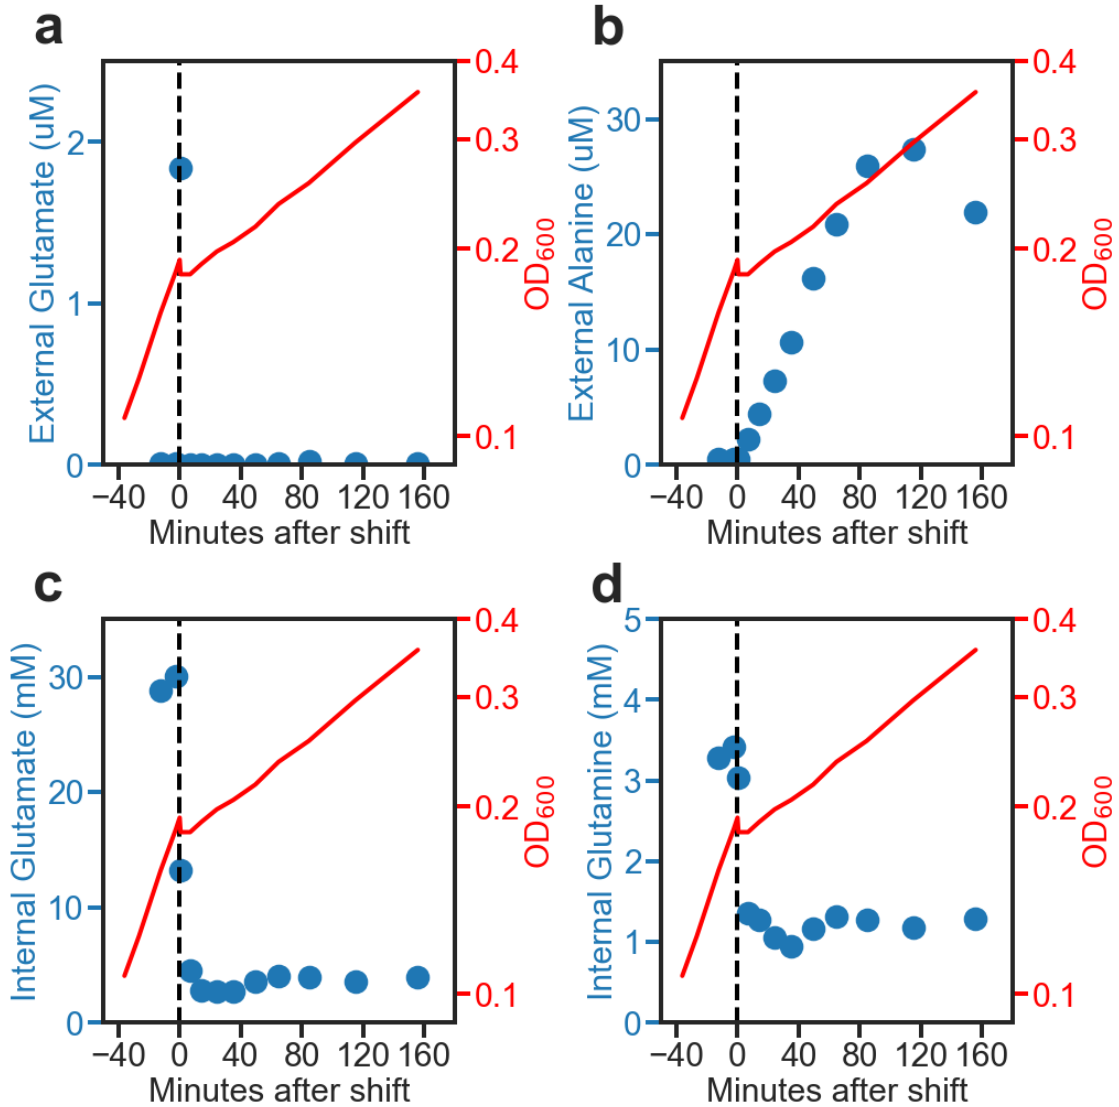 a
b
External Glutamate (uM)
2
1
0
0.4
0.3
0.2
0.1
OD600
−40 0 40 80 120 160
Minutes after shift
External Alanine (uM)
30
20
10
0
0.4
0.3
0.2
0.1
OD600
−40 0 40 80 120 160
Minutes after shift
c
d
Internal Glutamate (mM)
30
20
10
0
0.4
0.3
0.2
0.1
OD600
−40 0 40 80 120 160
Minutes after shift
Internal Glutamine (mM)
5
4
3
2
1
0
0.4
0.3
0.2
0.1
OD600
−40 0 40 80 120 160
Minutes after shift